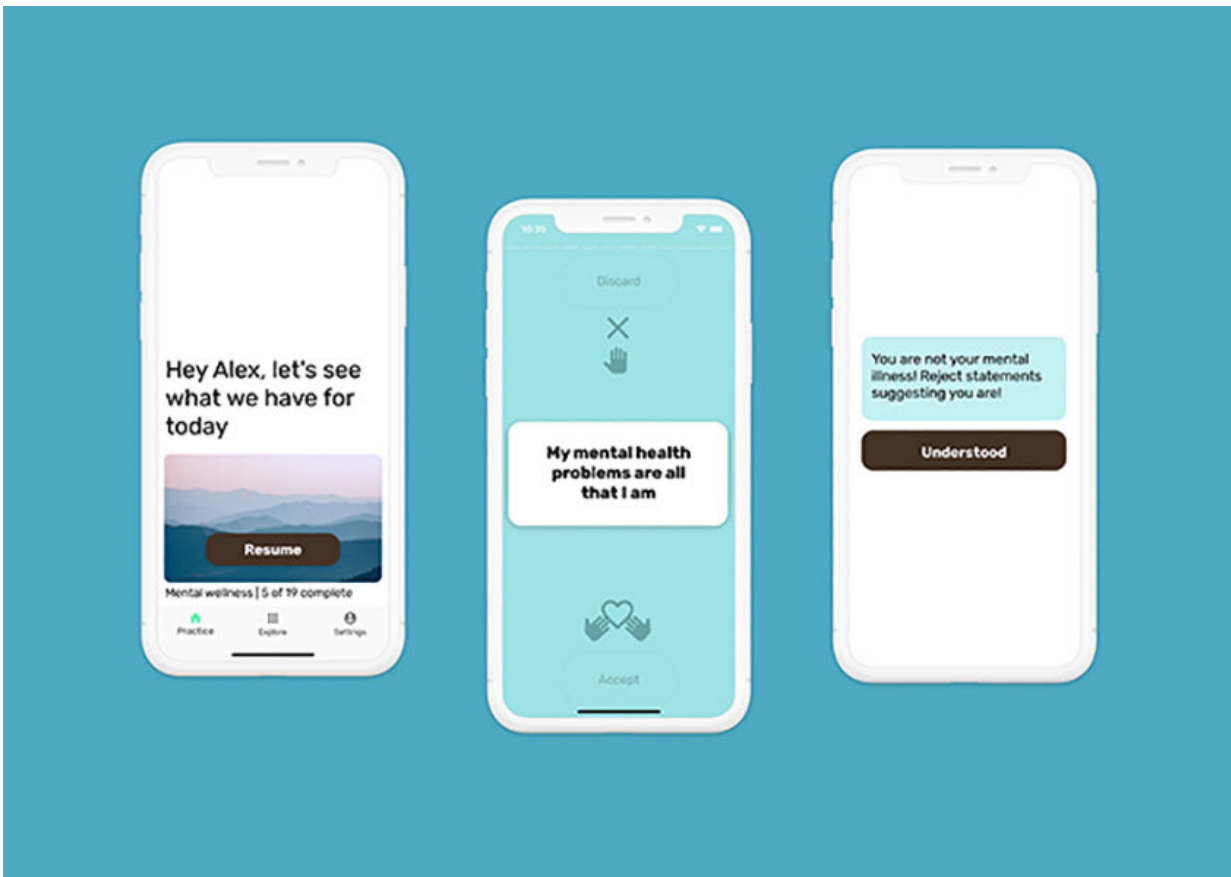 Hey Alex, let's see
what we have for
today
Resume
Mental wellness | 5 of 19 complete
Practice
Explore
Settings
10:35
Discard
My mental health
problems are all
that I am
Accept
You are not your mental
illness! Reject statements
suggesting you are!
Understood